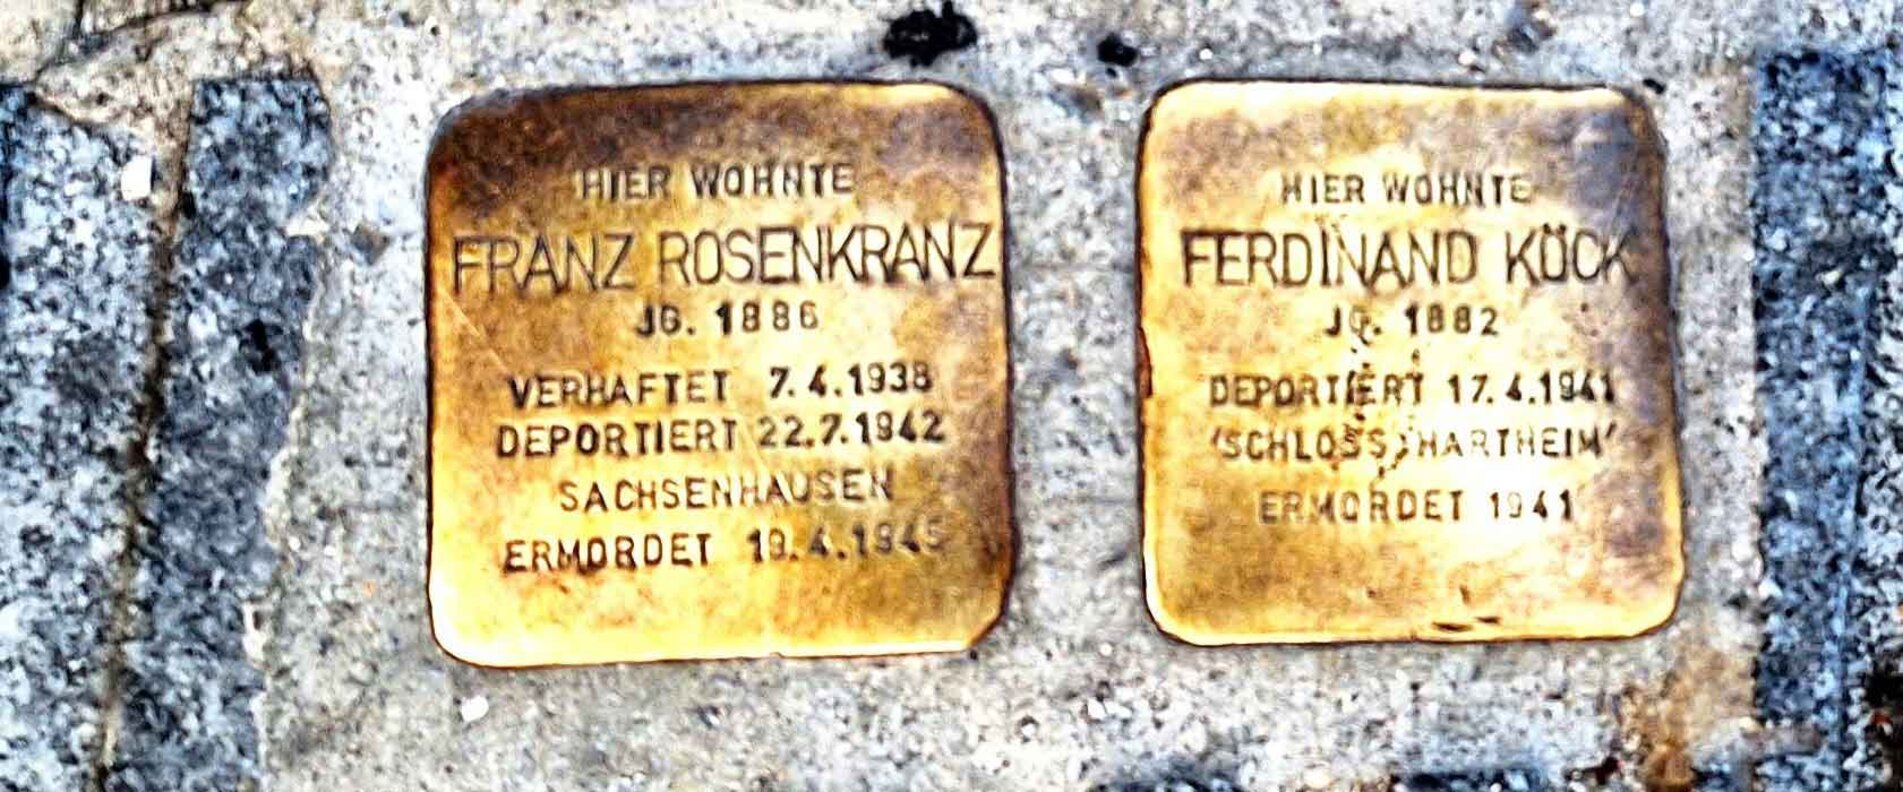 HIER WOHNTE
FRANZ ROSENKRANZ
JG. 1886
VERHAFTET 7.4.1938
DEPORTIERT 22.7.1942
SACHSENHAUSEN
ERMORDET 19.4.1945
HIER WOHNTE
FERDINAND KÖCK
JG. 1882
DEPORTIERT 17.4.1941
'SCHLOSS HARTHEIM'
ERMORDET 1941